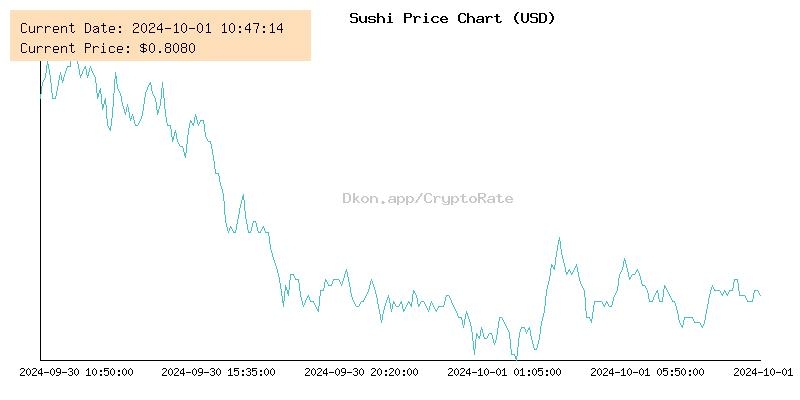 Sushi Price Chart (USD)
Current Date: 2024-10-01 10:47:14
Current Price: $0.8080
Dkon.app/CryptoRate
2024-09-30 10:50:00 2024-09-30 15:35:00 2024-09-30 20:20:00 2024-10-01 01:05:00 2024-10-01 05:50:00 2024-10-01